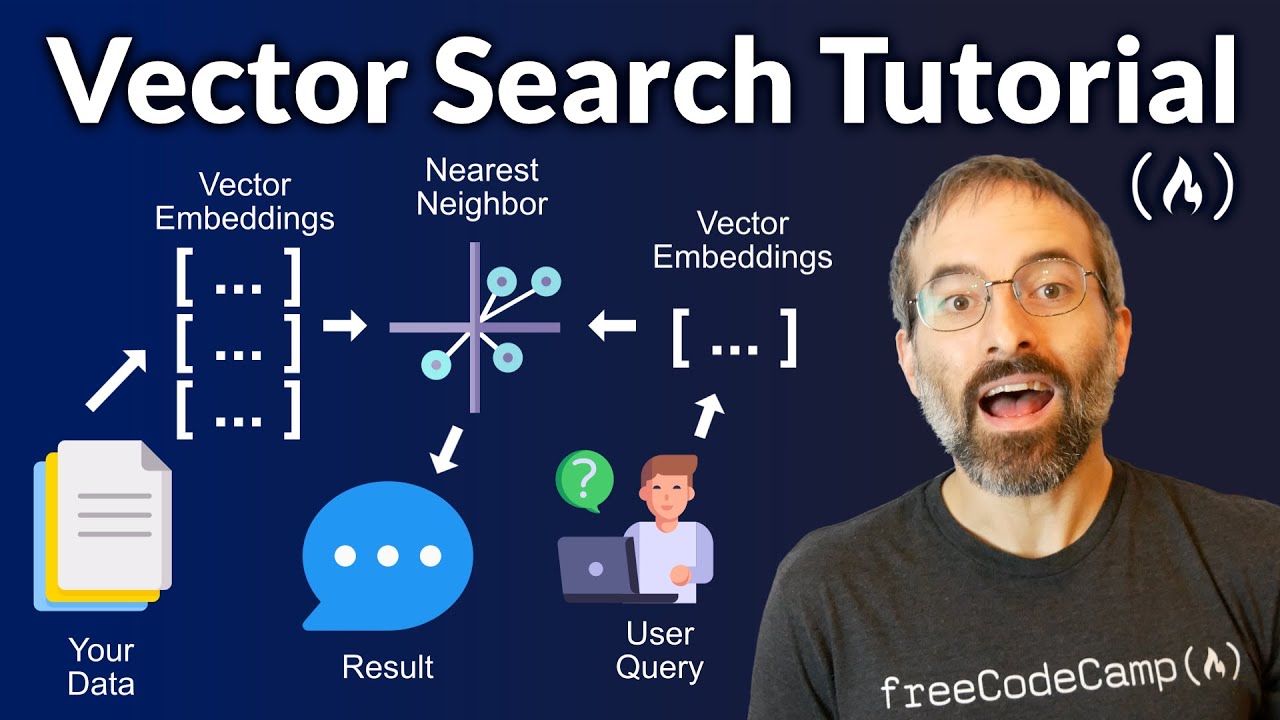 Vector Search Tutorial
Vector
Embeddings
[ ... ]
[ ... ]
[ ... ]
Nearest
Neighbor
Vector
Embeddings
[ ... ]
?
Your
Data
Result
User
Query
freeCodeCamp( )